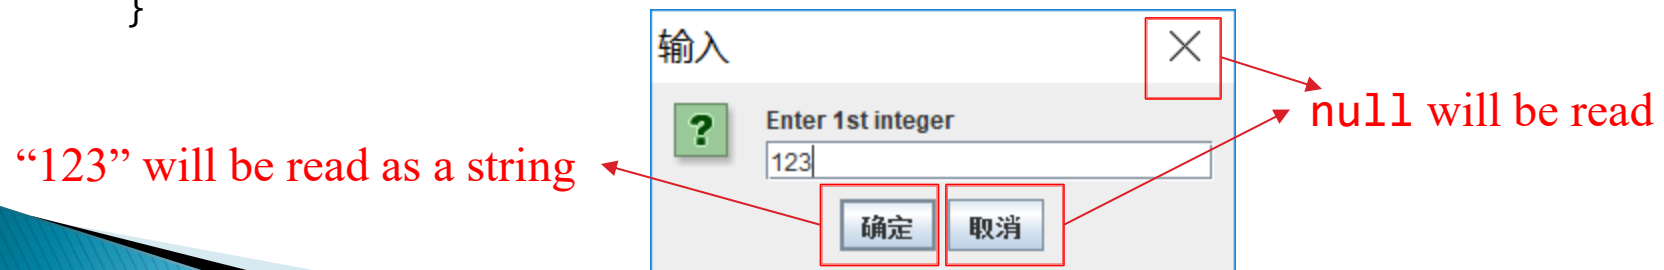 }
输入
Enter 1st integer
123
确定 取消
“123” will be read as a string
null will be read